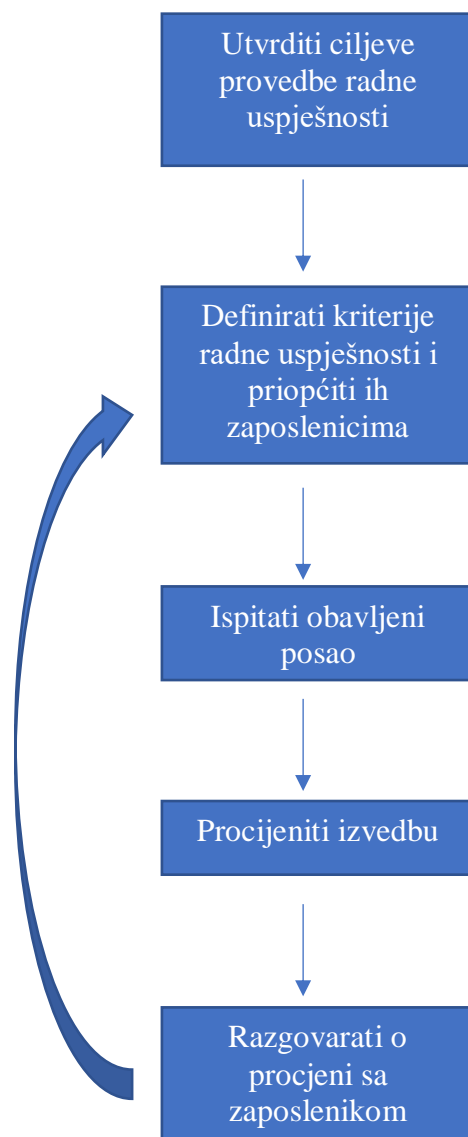 Utvrditi ciljeve
provedbe radne
uspješnosti
Definirati kriterije
radne uspješnosti i
priopćiti ih
zaposlenicima
Ispitati obavljeni
posao
Procijeniti izvedbu
Razgovarati o
procjeni sa
zaposlenikom